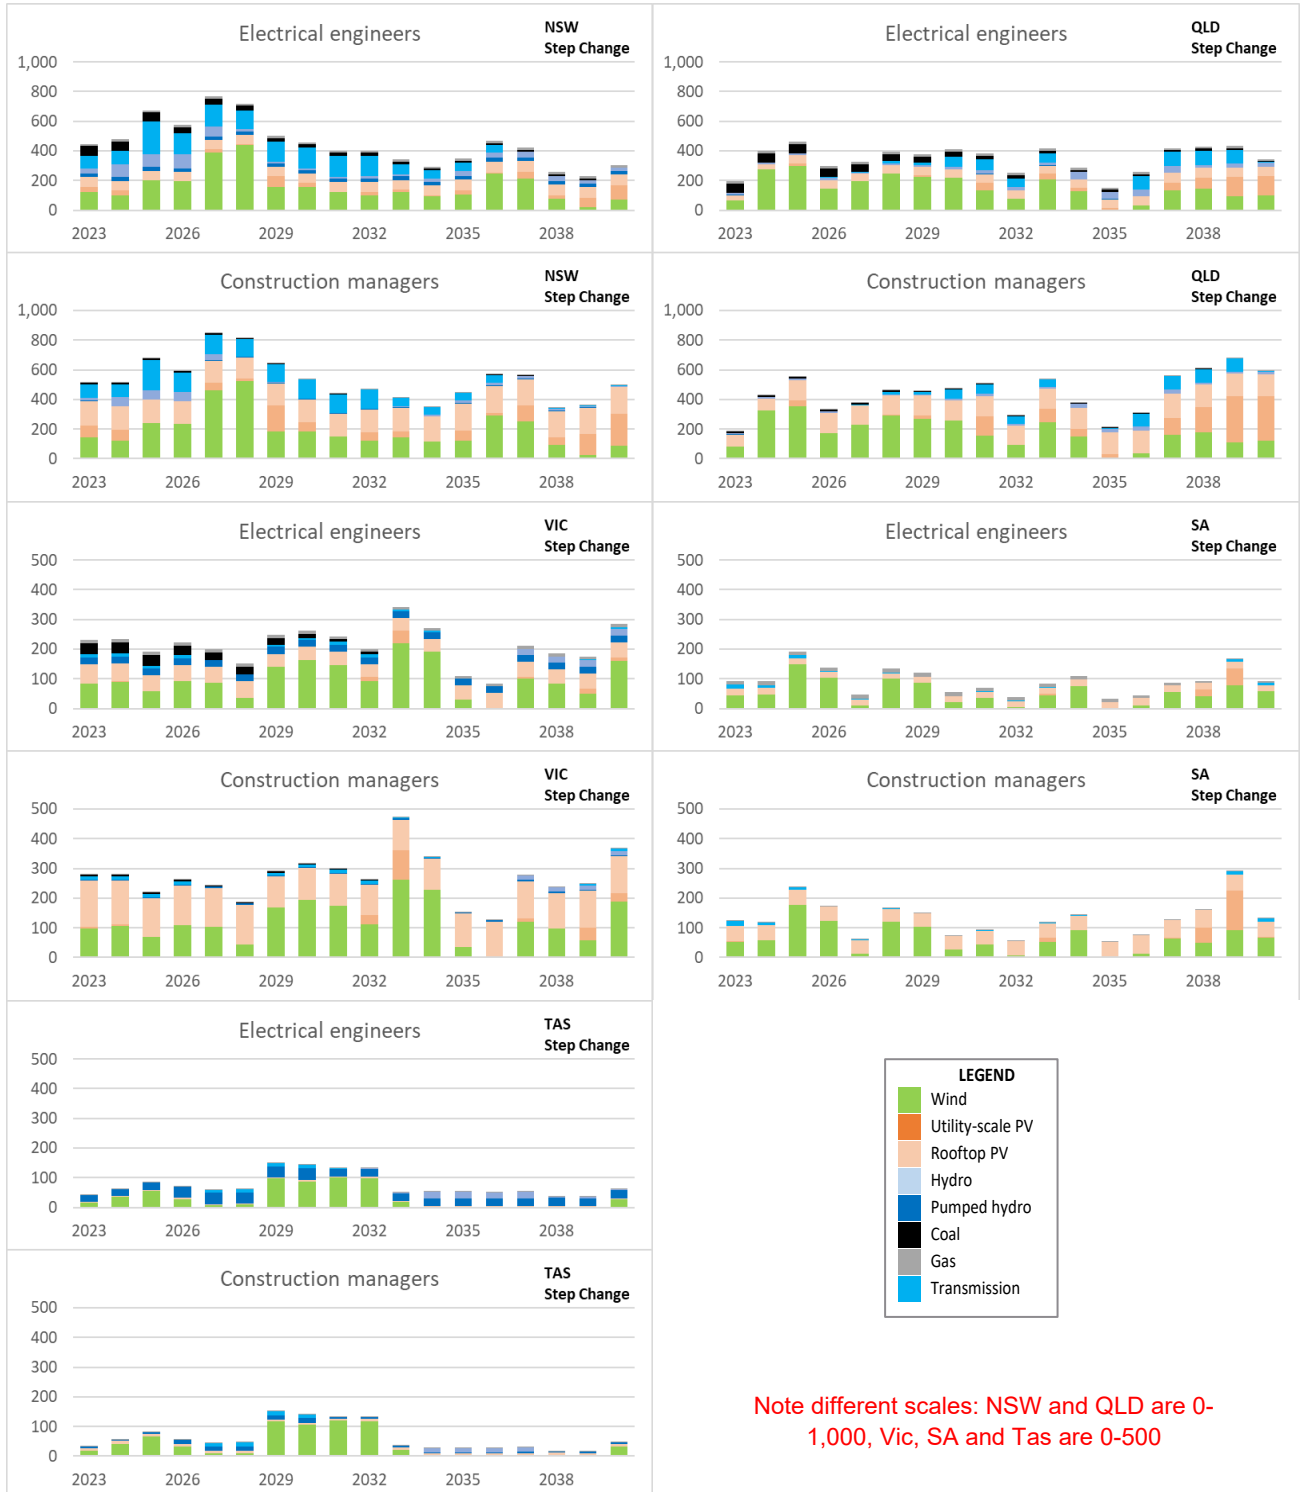 Electrical engineers
NSW
Step Change
1,000
800
600
400
200
0
2023 2026 2029 2032 2035 2038
Electrical engineers
QLD
Step Change
1,000
800
600
400
200
0
2023 2026 2029 2032 2035 2038
Construction managers
NSW
Step Change
1,000
800
600
400
200
0
2023 2026 2029 2032 2035 2038
Construction managers
QLD
Step Change
1,000
800
600
400
200
0
2023 2026 2029 2032 2035 2038
Electrical engineers
VIC
Step Change
500
400
300
200
100
0
2023 2026 2029 2032 2035 2038
Electrical engineers
SA
Step Change
500
400
300
200
100
0
2023 2026 2029 2032 2035 2038
Construction managers
VIC
Step Change
500
400
300
200
100
0
2023 2026 2029 2032 2035 2038
Construction managers
SA
Step Change
500
400
300
200
100
0
2023 2026 2029 2032 2035 2038
Electrical engineers
TAS
Step Change
500
400
300
200
100
0
2023 2026 2029 2032 2035 2038
Construction managers
TAS
Step Change
500
400
300
200
100
0
2023 2026 2029 2032 2035 2038
LEGEND
Wind
Utility-scale PV
Rooftop PV
Hydro
Pumped hydro
Coal
Gas
Transmission
Note different scales: NSW and QLD are 0-
1,000, Vic, SA and Tas are 0-500